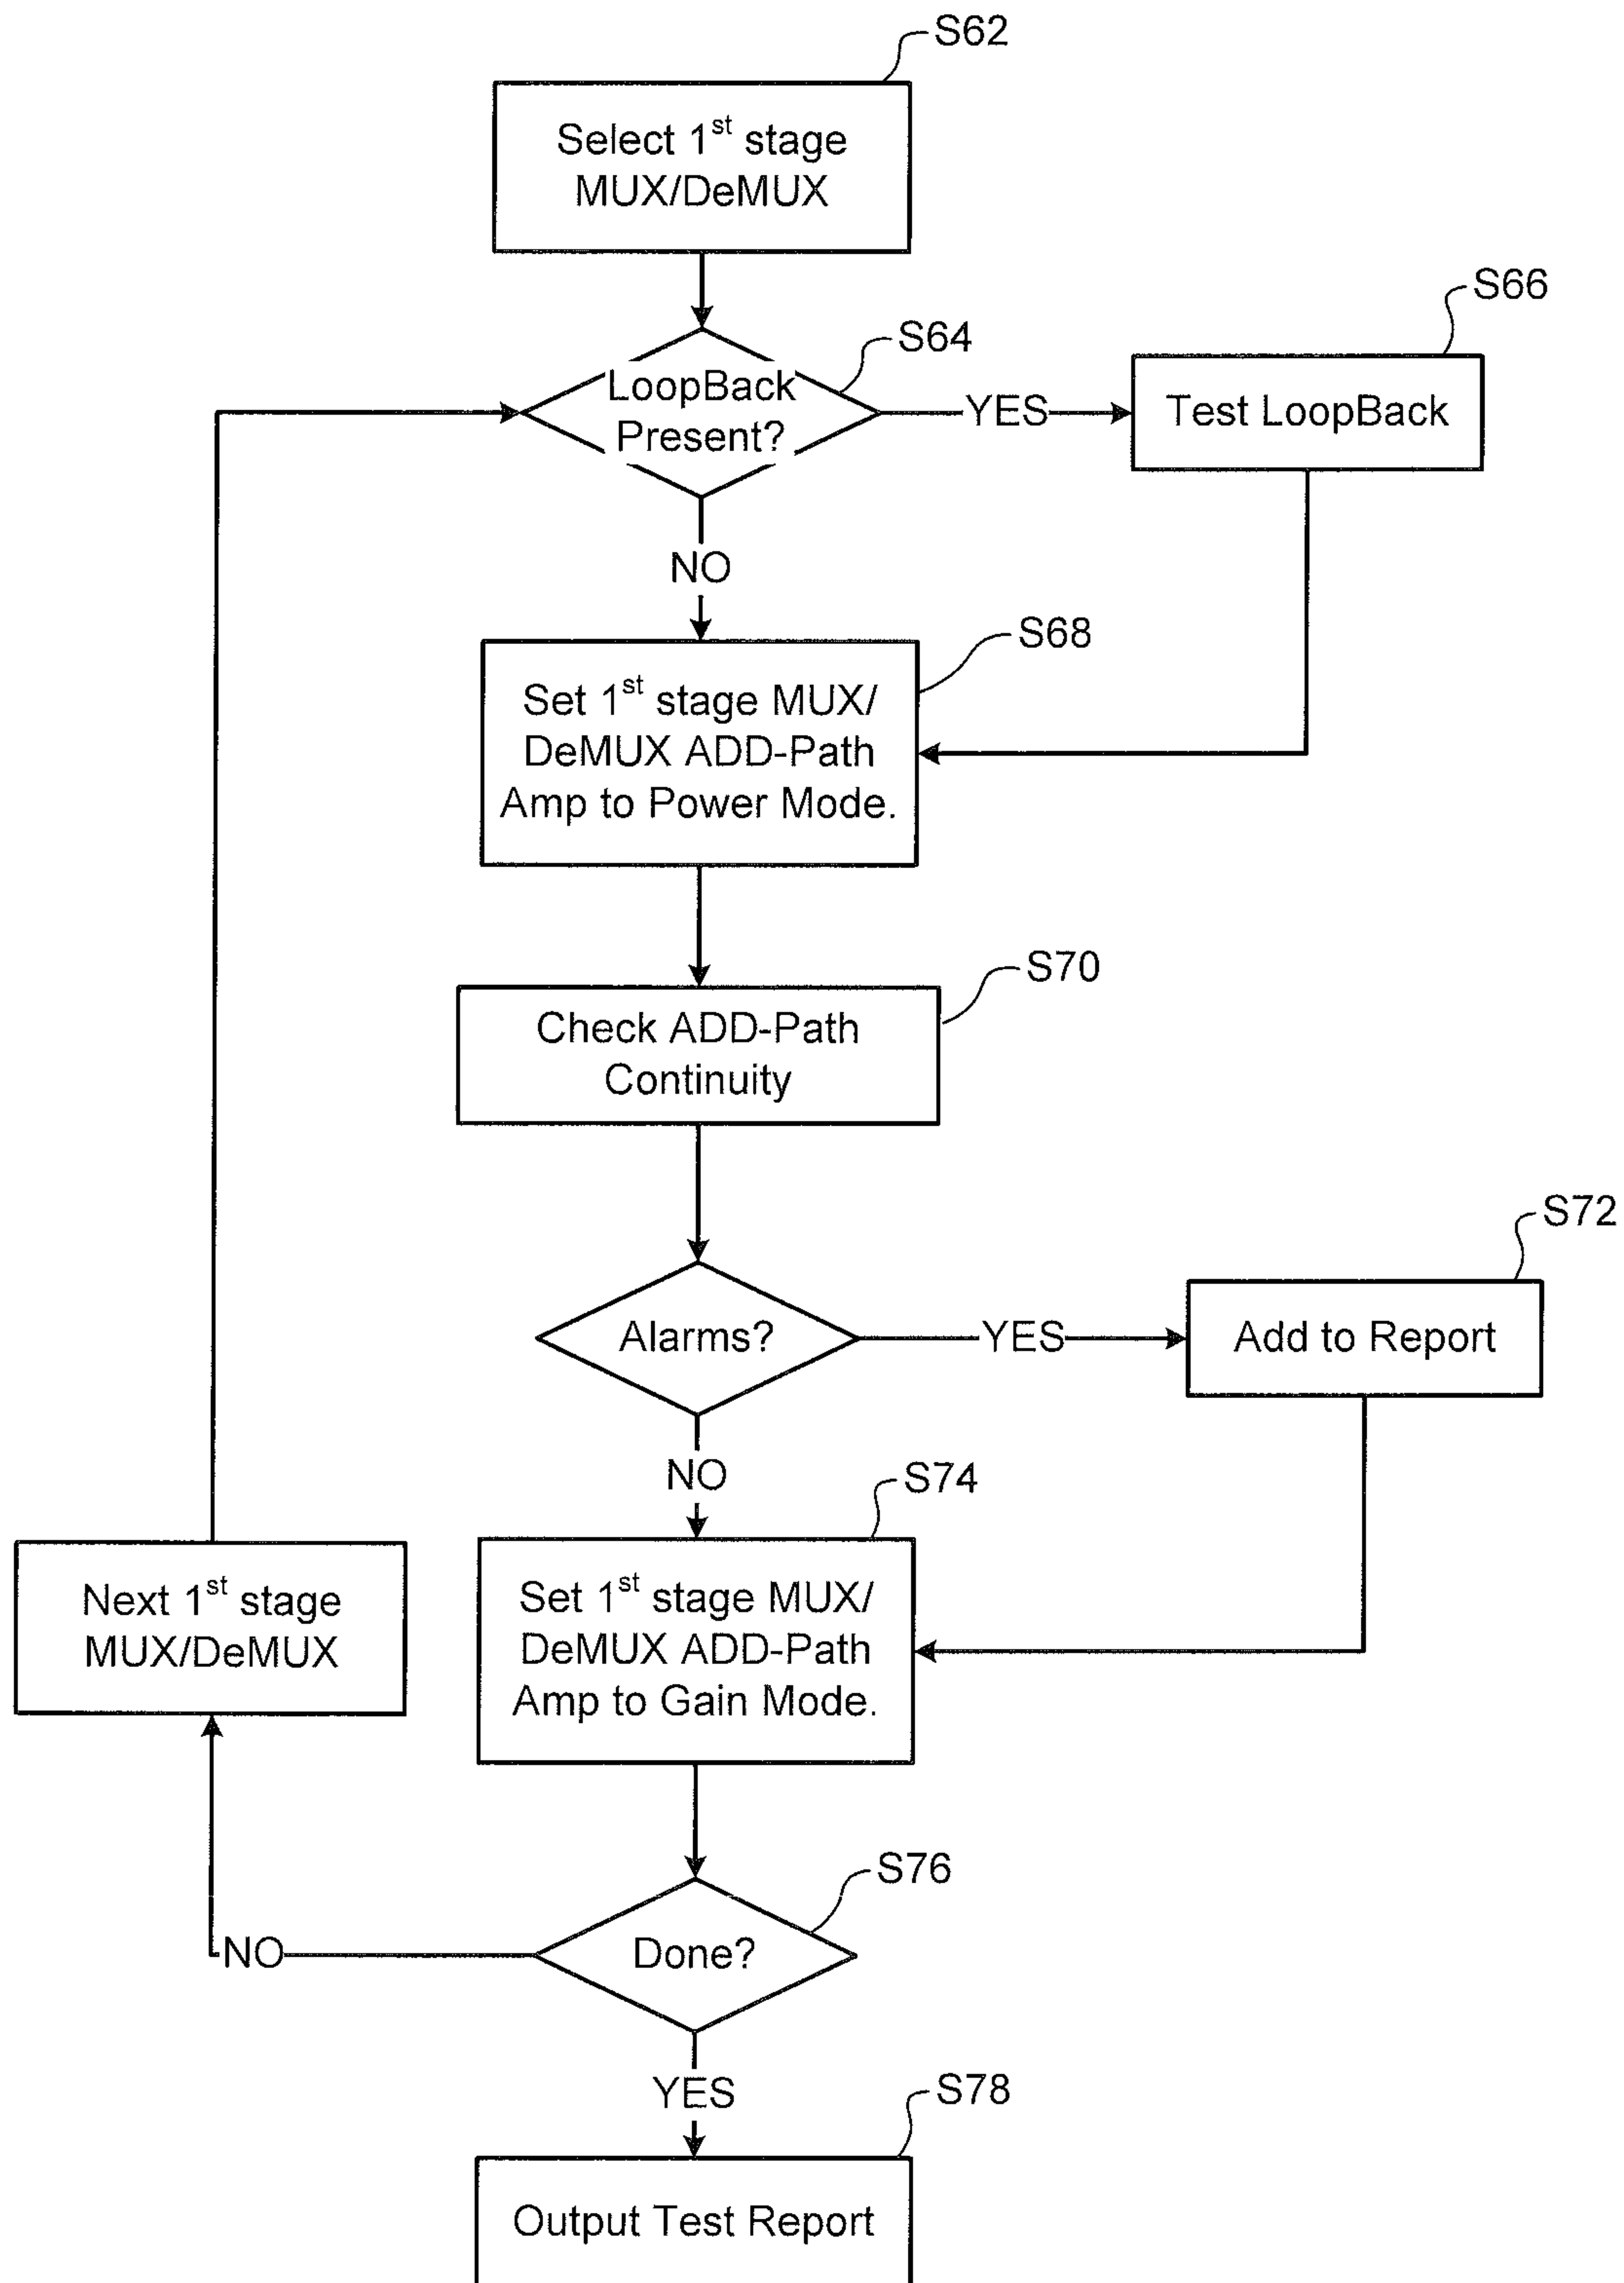 S62
Select 1st stage
MUX/DeMUX
S66
S64
LoopBack
Present?
YES
Test LoopBack
NO
S68
Set 1st stage MUX/
DeMUX ADD-Path
Amp to Power Mode.
S70
Check ADD-Path
Continuity
S72
Alarms?
YES
Add to Report
NO
S74
Set 1st stage MUX/
DeMUX ADD-Path
Amp to Gain Mode.
Next 1st stage
MUX/DeMUX
S76
Done?
NO
YES
S78
Output Test Report